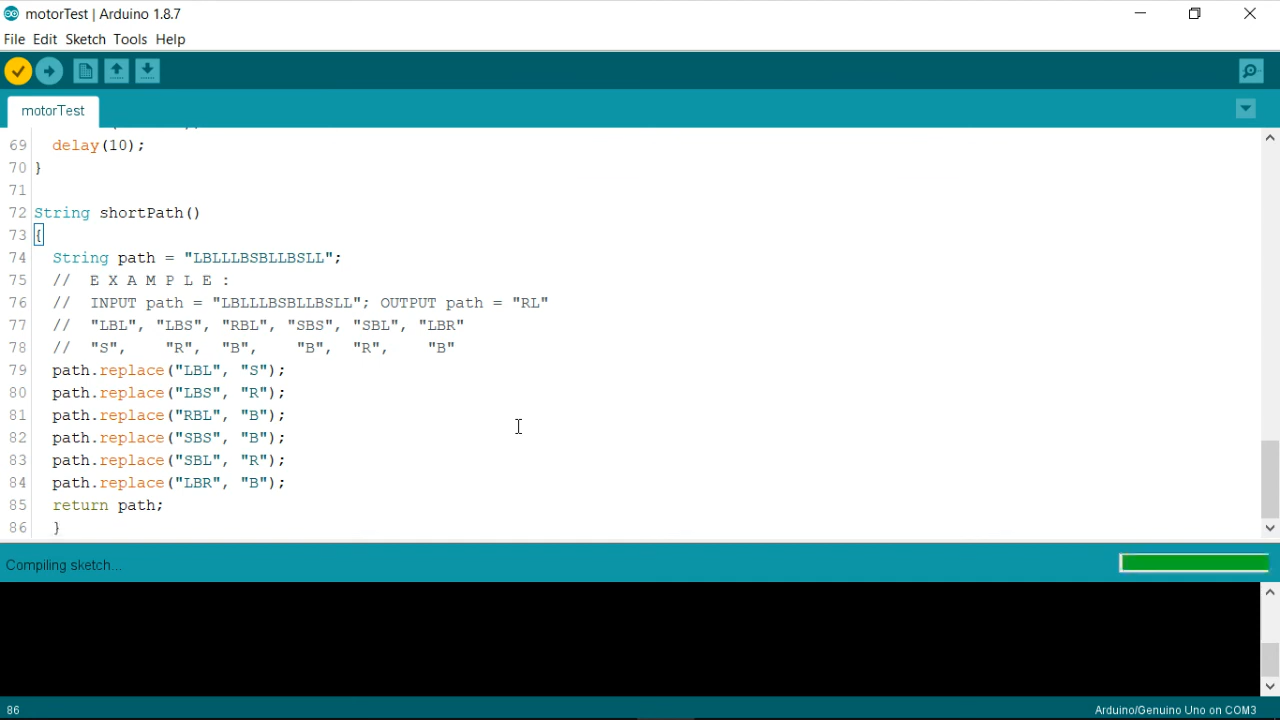 motorTest | Arduino 1.8.7
File Edit Sketch Tools Help
motorTest
69 delay(10);
70 }
71
72 String shortPath()
73 {
74 String path = "LBLLLBSBLLBSLL";
75 // E X A M P L E :
76 // INPUT path = "LBLLLBSBLLBSLL"; OUTPUT path = "RL"
77 // "LBL", "LBS", "RBL", "SBS", "SBL", "LBR"
78 // "S", "R", "B", "B", "R", "B"
79 path.replace("LBL", "S");
80 path.replace("LBS", "R");
81 path.replace("RBL", "B");
82 path.replace("SBS", "B");
83 path.replace("SBL", "R");
84 path.replace("LBR", "B");
85 return path;
86 }
Compiling sketch...
86 Arduino/Genuino Uno on COM3